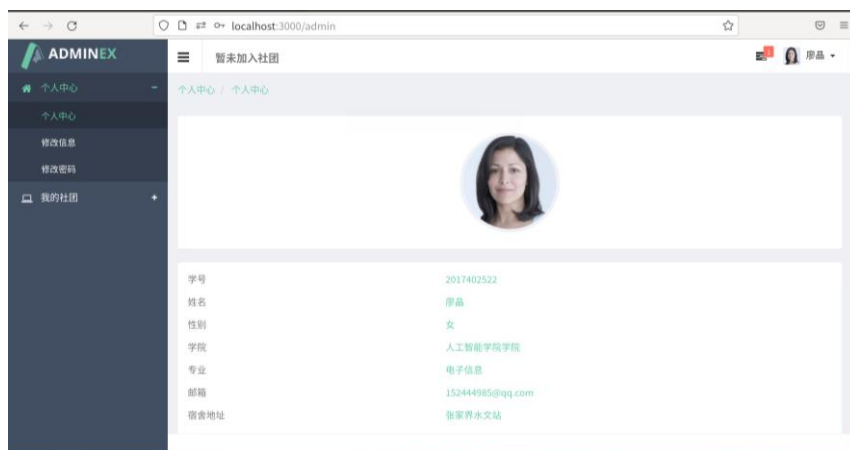 localhost:3000/admin
ADMINEX
暂未加入社团
廖晶
个人中心 -
个人中心 / 个人中心
个人中心
修改信息
修改密码
我的社团 +
学号 2017402522
姓名 廖晶
性别 女
学院 人工智能学院学院
专业 电子信息
邮箱 152444985@qq.com
宿舍地址 张家界水文站